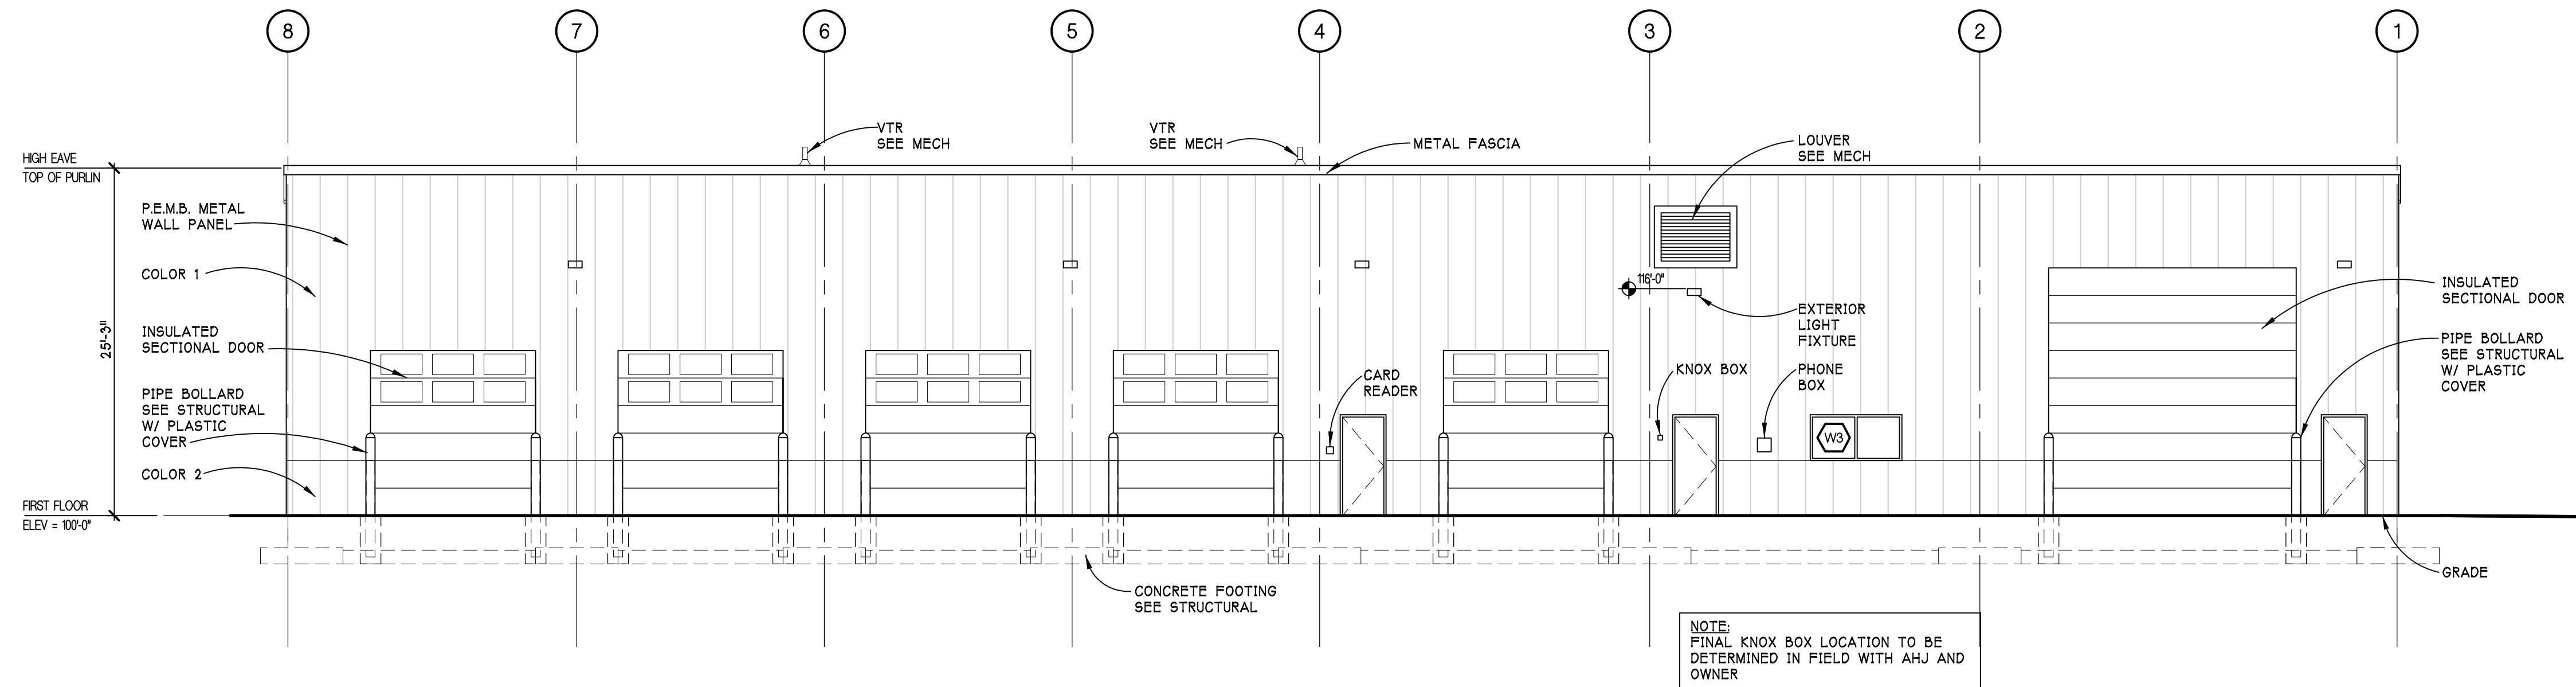 8 7 6 5 4 3 2 1
VTR
SEE MECH
VTR
SEE MECH
METAL FASCIA
LOUVER
SEE MECH
HIGH EAVE
TOP OF PURLIN
P.E.M.B. METAL
WALL PANEL
COLOR 1
25'-3"
116'-0"
INSULATED
SECTIONAL DOOR
EXTERIOR
LIGHT
FIXTURE
INSULATED
SECTIONAL DOOR
PIPE BOLLARD
SEE STRUCTURAL
W/ PLASTIC
COVER
CARD
READER
KNOX BOX
PHONE
BOX
PIPE BOLLARD
SEE STRUCTURAL
W/ PLASTIC
COVER
W3
COLOR 2
FIRST FLOOR
ELEV = 100'-0"
GRADE
CONCRETE FOOTING
SEE STRUCTURAL
NOTE:
FINAL KNOX BOX LOCATION TO BE
DETERMINED IN FIELD WITH AHJ AND
OWNER